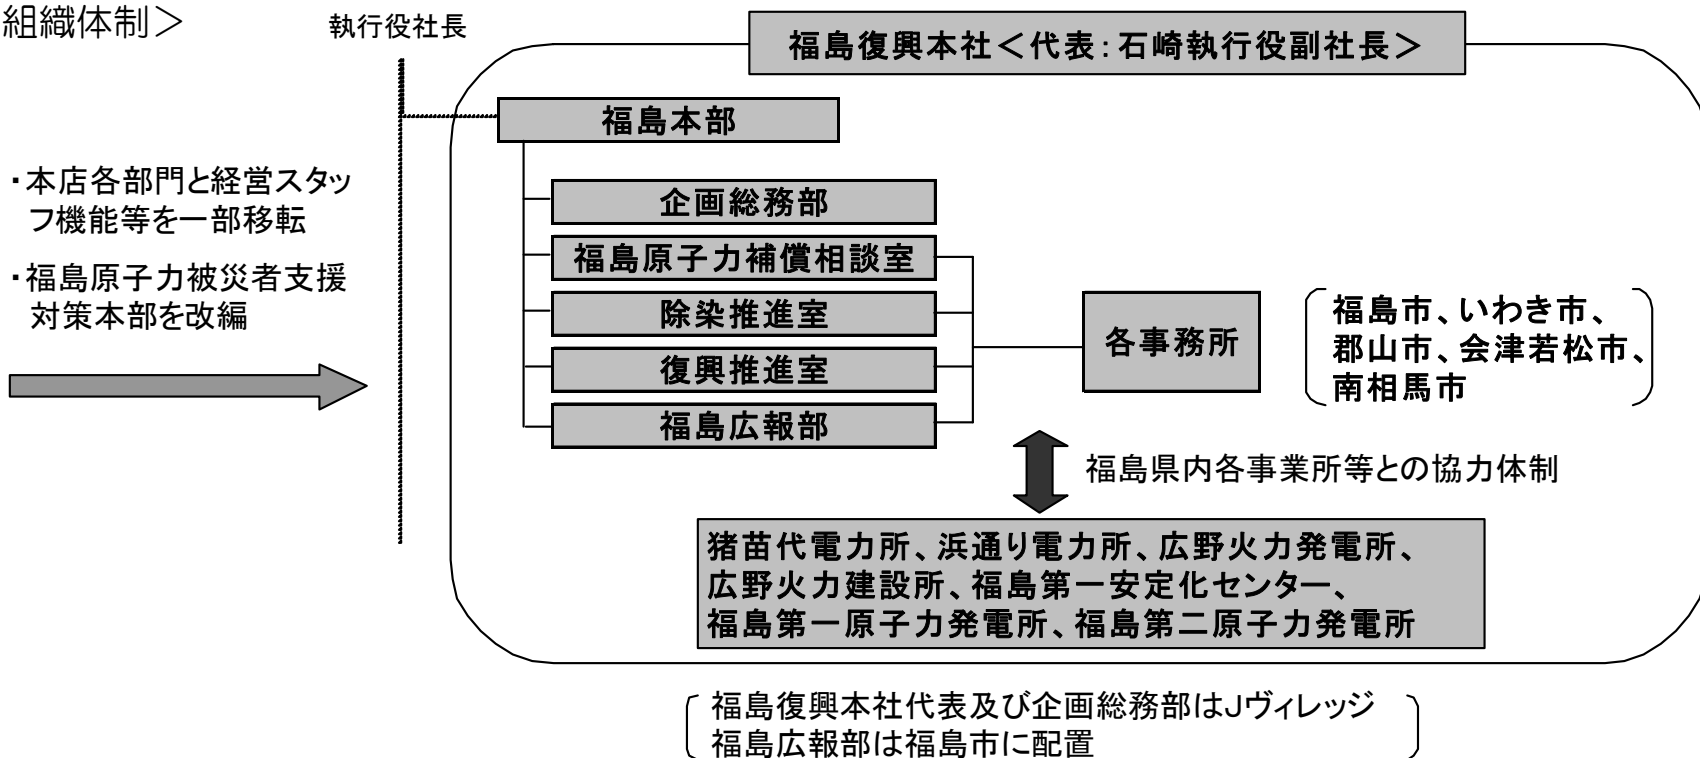 組織体制＞
執行役社長
福島復興本社＜代表：石崎執行役副社長＞
福島本部
・本店各部門と経営スタッ
フ機能等を一部移転
・福島原子力被災者支援
対策本部を改編
企画総務部
福島原子力補償相談室
除染推進室
復興推進室
福島広報部
各事務所
福島市、いわき市、
郡山市、会津若松市、
南相馬市
福島県内各事業所等との協力体制
猪苗代電力所、浜通り電力所、広野火力発電所、
広野火力建設所、福島第一安定化センター、
福島第一原子力発電所、福島第二原子力発電所
福島復興本社代表及び企画総務部はJヴィレッジ
福島広報部は福島市に配置